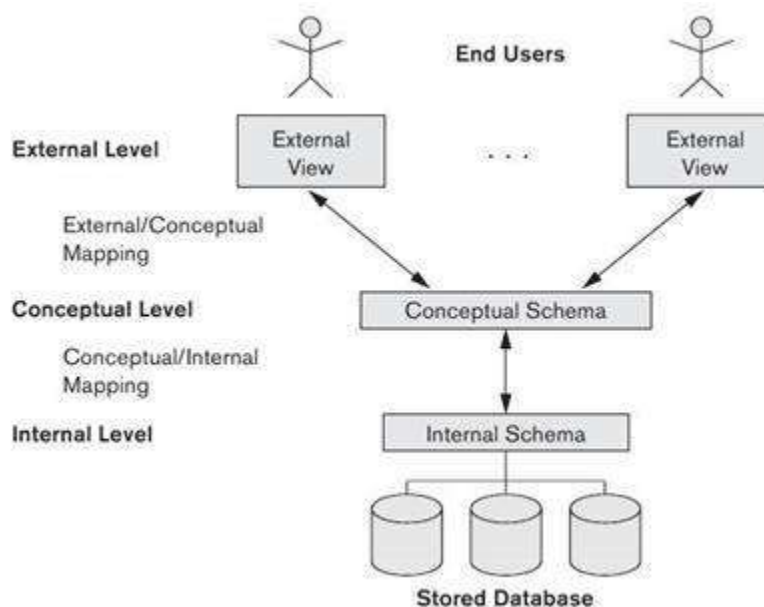 End Users
External Level
External
View
. . .
External
View
External/Conceptual
Mapping
Conceptual Level
Conceptual Schema
Conceptual/Internal
Mapping
Internal Level
Internal Schema
Stored Database